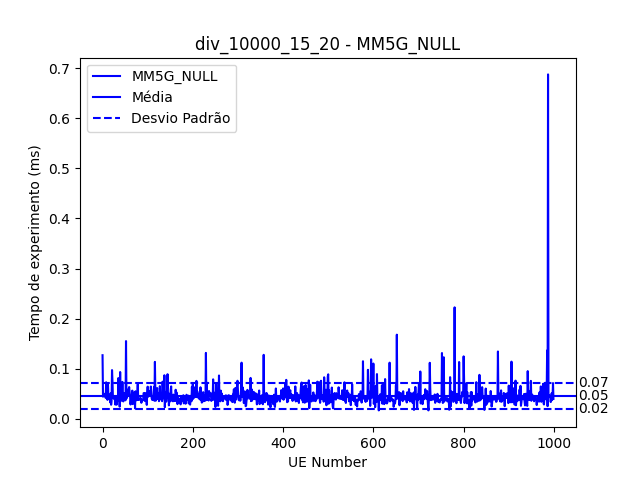 div_10000_15_20 - MM5G_NULL
MM5G_NULL
Média
Desvio Padrão
Tempo de experimento (ms)
0.7
0.6
0.5
0.4
0.3
0.2
0.1
0.0
0.07
0.05
0.02
0
200
400
600
800
1000
UE Number